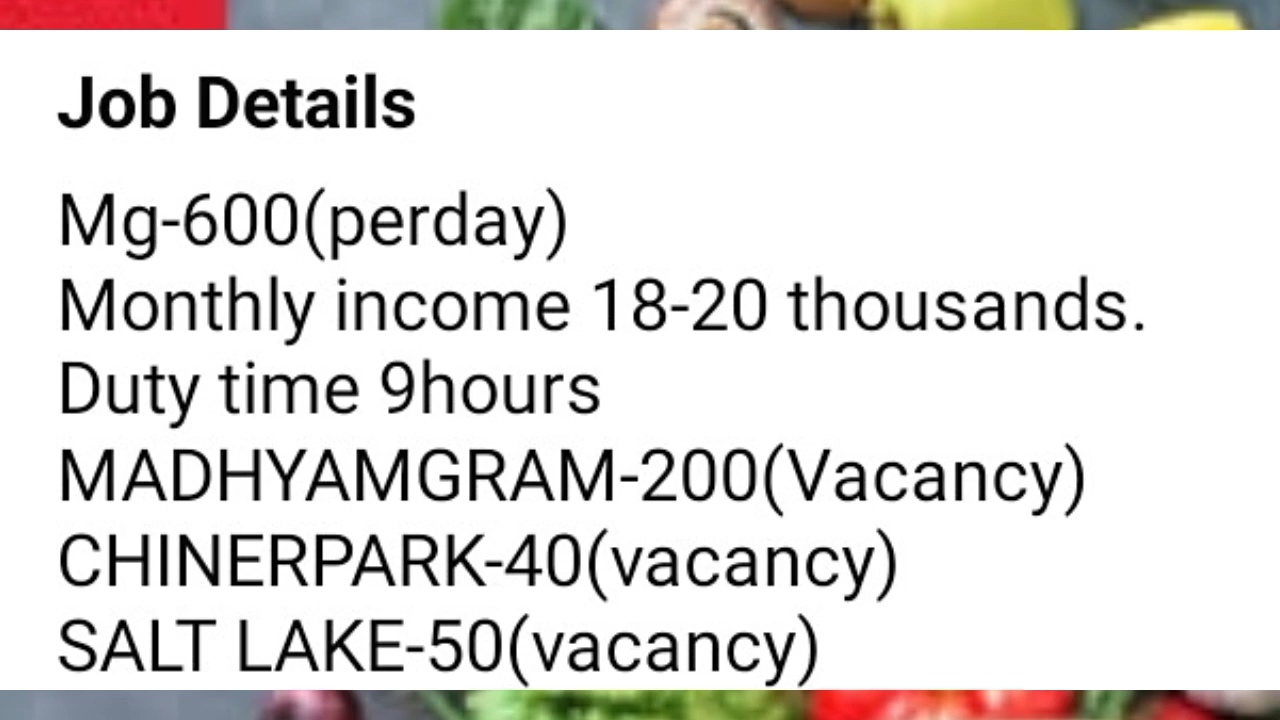 Job Details
Mg-600(perday)
Monthly income 18-20 thousands.
Duty time 9hours
MADHYAMGRAM-200(Vacancy)
CHINERPARK-40(vacancy)
SALT LAKE-50(vacancy)